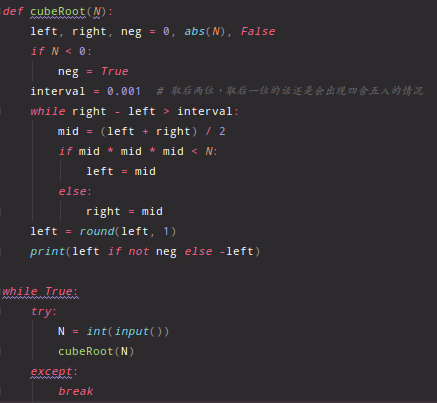 def cubeRoot(N):
    left, right, neg = 0, abs(N), False
    if N < 0:
        neg = True
    interval = 0.001  # 取后两位，取后一位的话还是会出现四舍五入的情况
    while right - left > interval:
        mid = (left + right) / 2
        if mid * mid * mid < N:
            left = mid
        else:
            right = mid
    left = round(left, 1)
    print(left if not neg else -left)
while True:
    try:
        N = int(input())
        cubeRoot(N)
    except:
        break